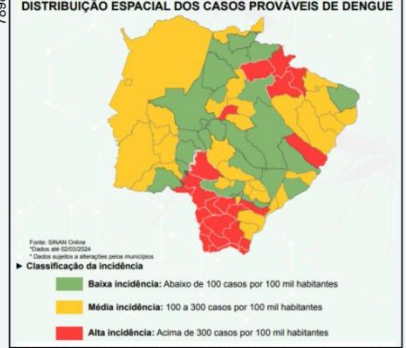 DISTRIBUIÇÃO ESPACIAL DOS CASOS PROVÁVEIS DE DENGUE
Fonte: SINAN Online
*Dados até 02/03/2024
* Dados sujeitos a alterações pelos municípios
► Classificação da incidência
Baixa incidência: Abaixo de 100 casos por 100 mil habitantes
Média incidência: 100 a 300 casos por 100 mil habitantes
Alta incidência: Acima de 300 casos por 100 mil habitantes